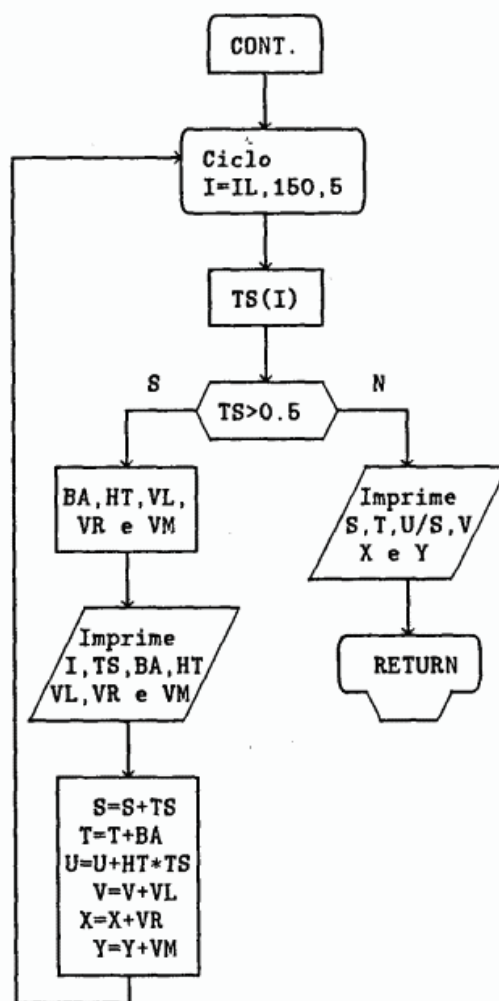 CONT.
Ciclo
I=IL,150,5
TS(I)
S
TS>0.5
N
BA,HT,VL,
VR e VM
Imprime
S,T,U/S,V
X e Y
Imprime
I,TS,BA,HT
VL,VR e VM
RETURN
S=S+TS
T=T+BA
U=U+HT*TS
V=V+VL
X=X+VR
Y=Y+VM